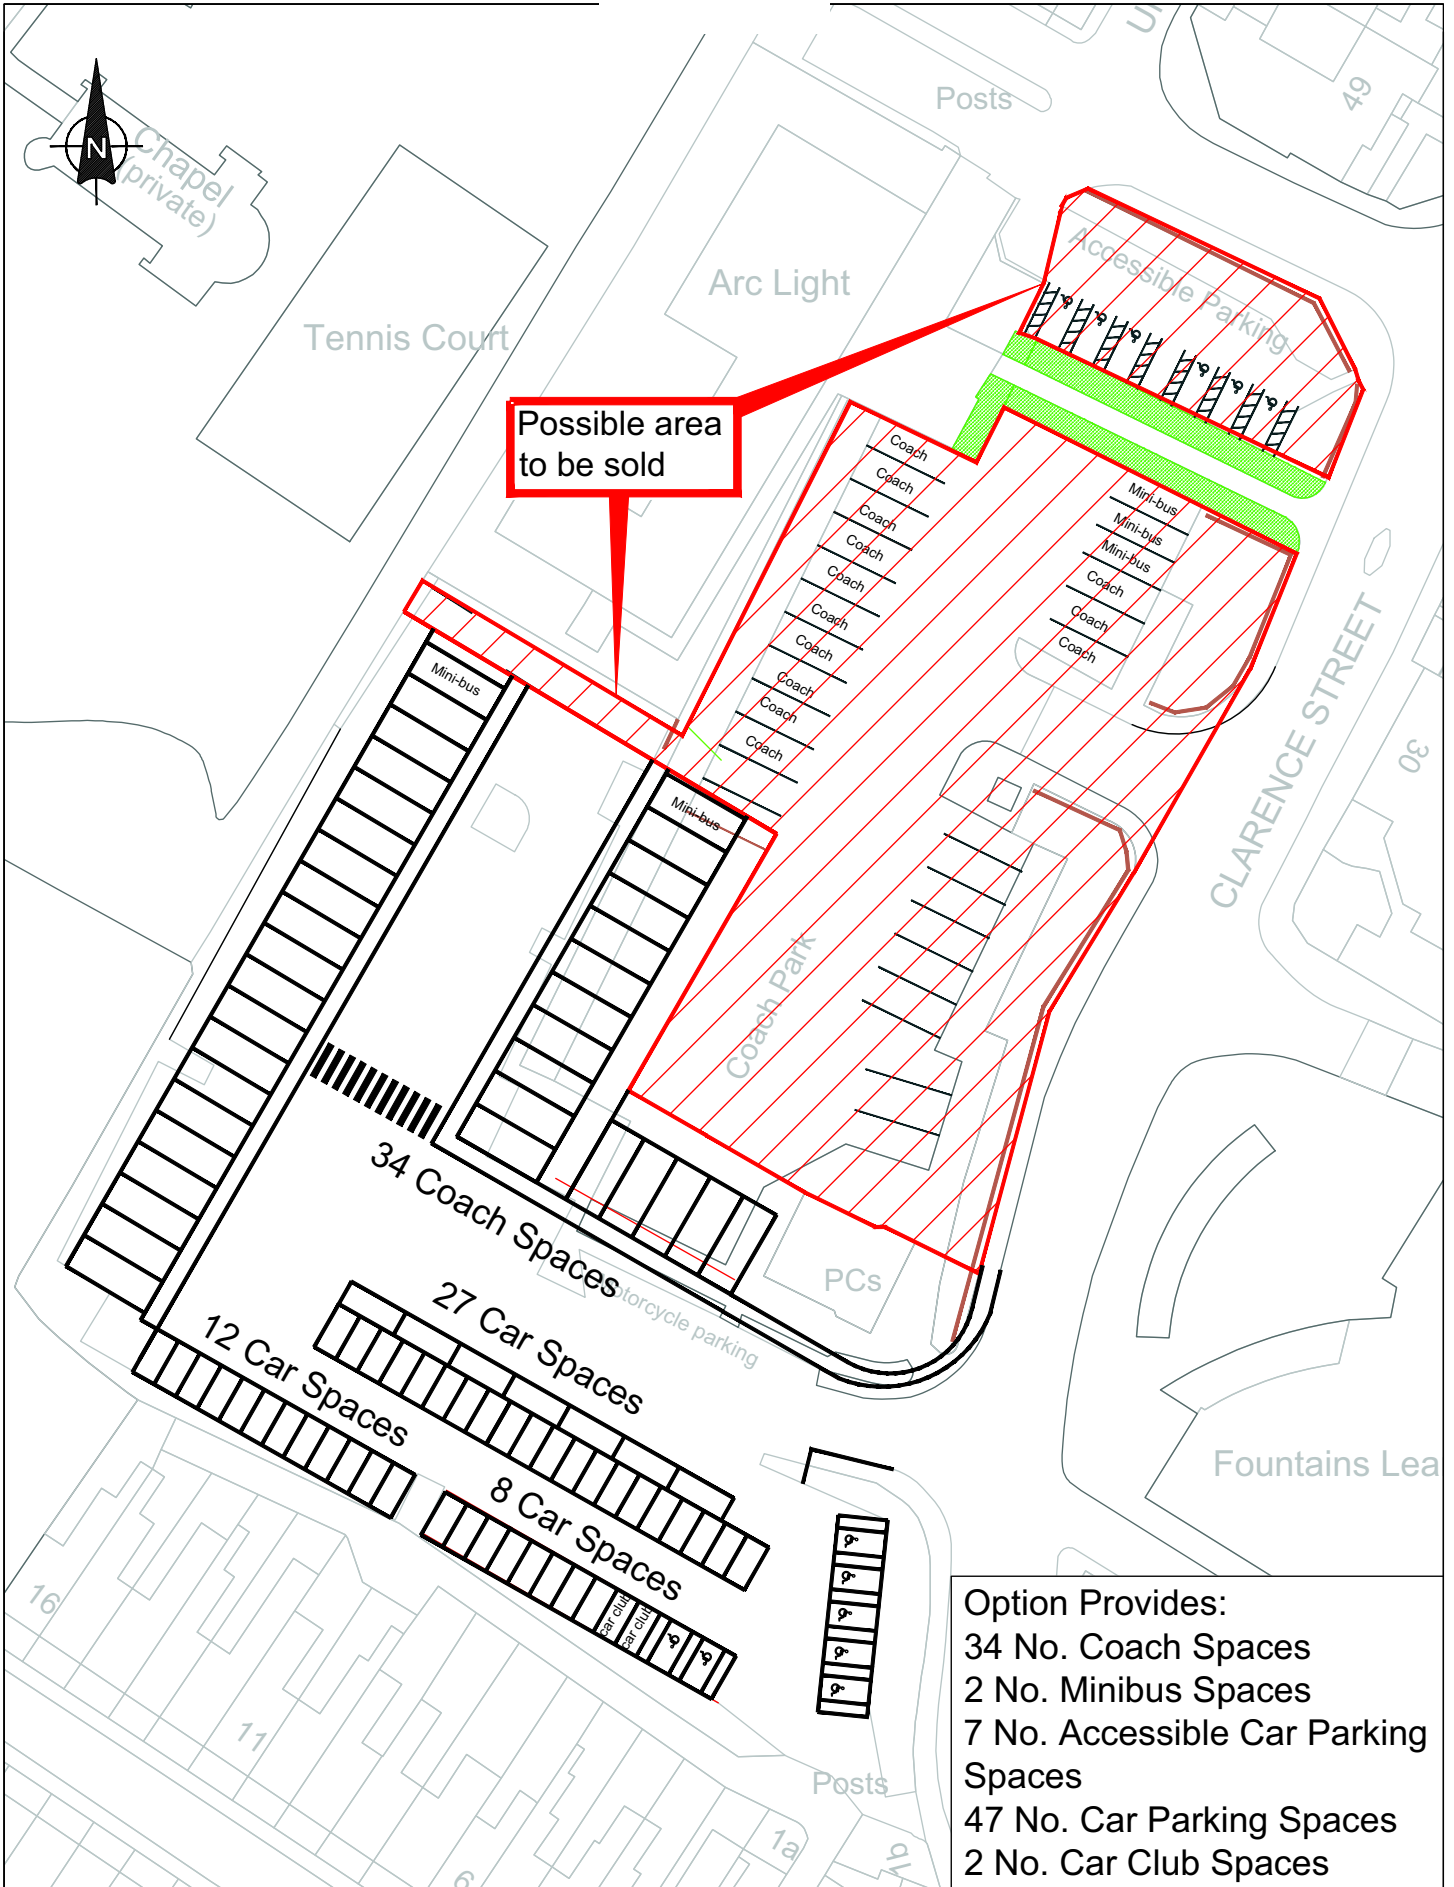 Posts
49
N
Chapel
(private)
Accessible Parking
Arc Light
Tennis Court
Possible area
to be sold
Coach
Coach
Coach
Coach
Coach
Coach
Coach
Coach
Coach
Coach
Mini-bus
Mini-bus
Mini-bus
Coach
Coach
Coach
CLARENCE STREET
30
Mini-bus
Mini-bus
Coach Park
34 Coach Spaces
PCs
27 Car Spaces
motorcycle parking
12 Car Spaces
8 Car Spaces
Fountains Lea
car club
car club
16
11
6
Posts
1a
Option Provides:
34 No. Coach Spaces
2 No. Minibus Spaces
7 No. Accessible Car Parking
Spaces
47 No. Car Parking Spaces
2 No. Car Club Spaces